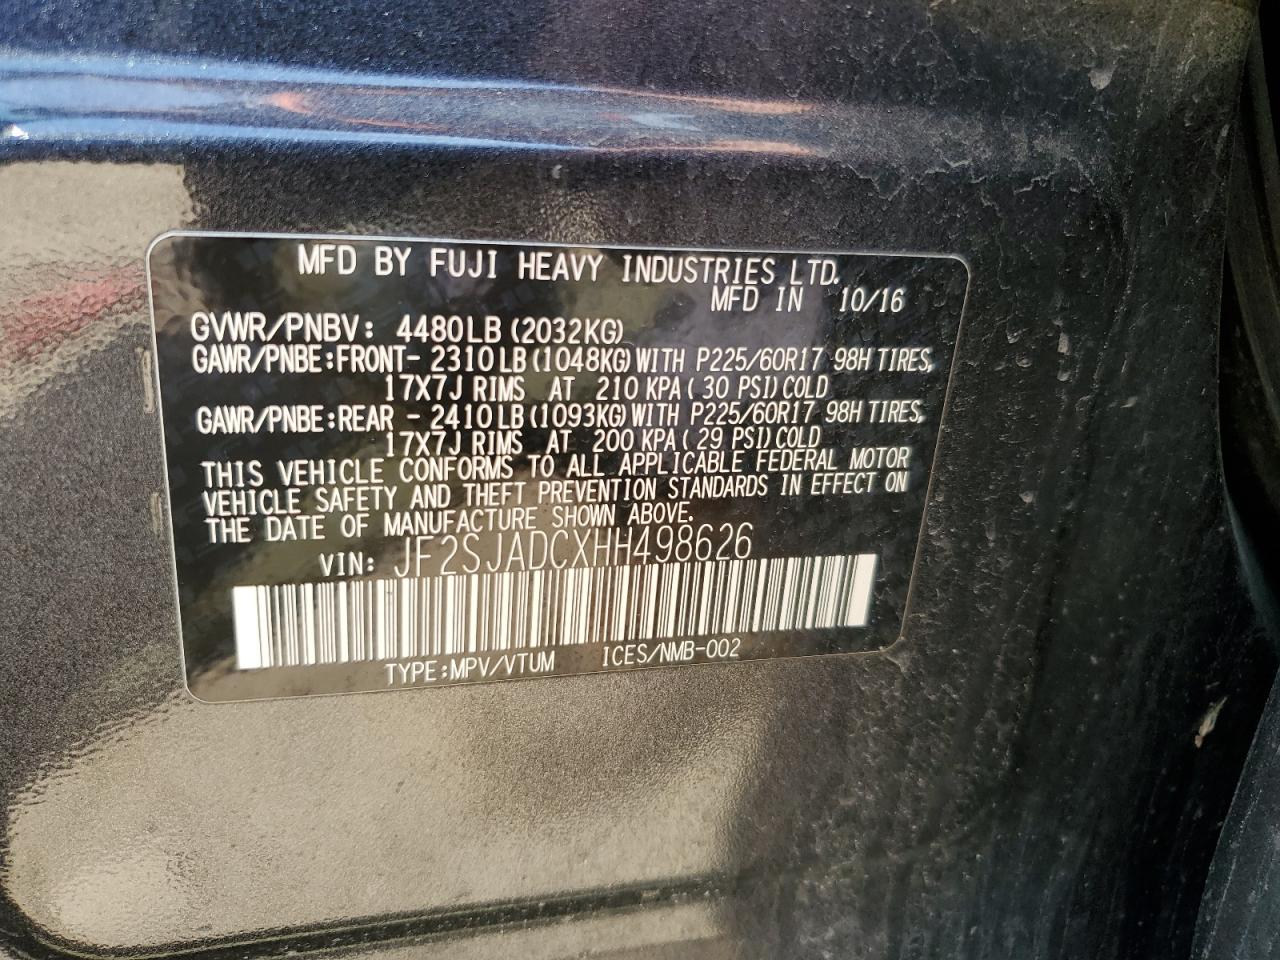 MFD BY FUJI HEAVY INDUSTRIES LTD.
MFD IN 10/16
GVWR/PNBV: 4480LB (2032KG)
GAWR/PNBE:FRONT- 2310LB (1048KG) WITH P225/60R17 98H TIRES,
17X7J RIMS AT 210 KPA ( 30 PSI) COLD
GAWR/PNBE:REAR - 2410LB (1093KG) WITH P225/60R17 98H TIRES,
17X7J RIMS AT 200 KPA ( 29 PSI) COLD
THIS VEHICLE CONFORMS TO ALL APPLICABLE FEDERAL MOTOR
VEHICLE SAFETY AND THEFT PREVENTION STANDARDS IN EFFECT ON
THE DATE OF MANUFACTURE SHOWN ABOVE.
VIN: JF2SJADCXHH498626
TYPE:MPV/VTUM ICES/NMB-002